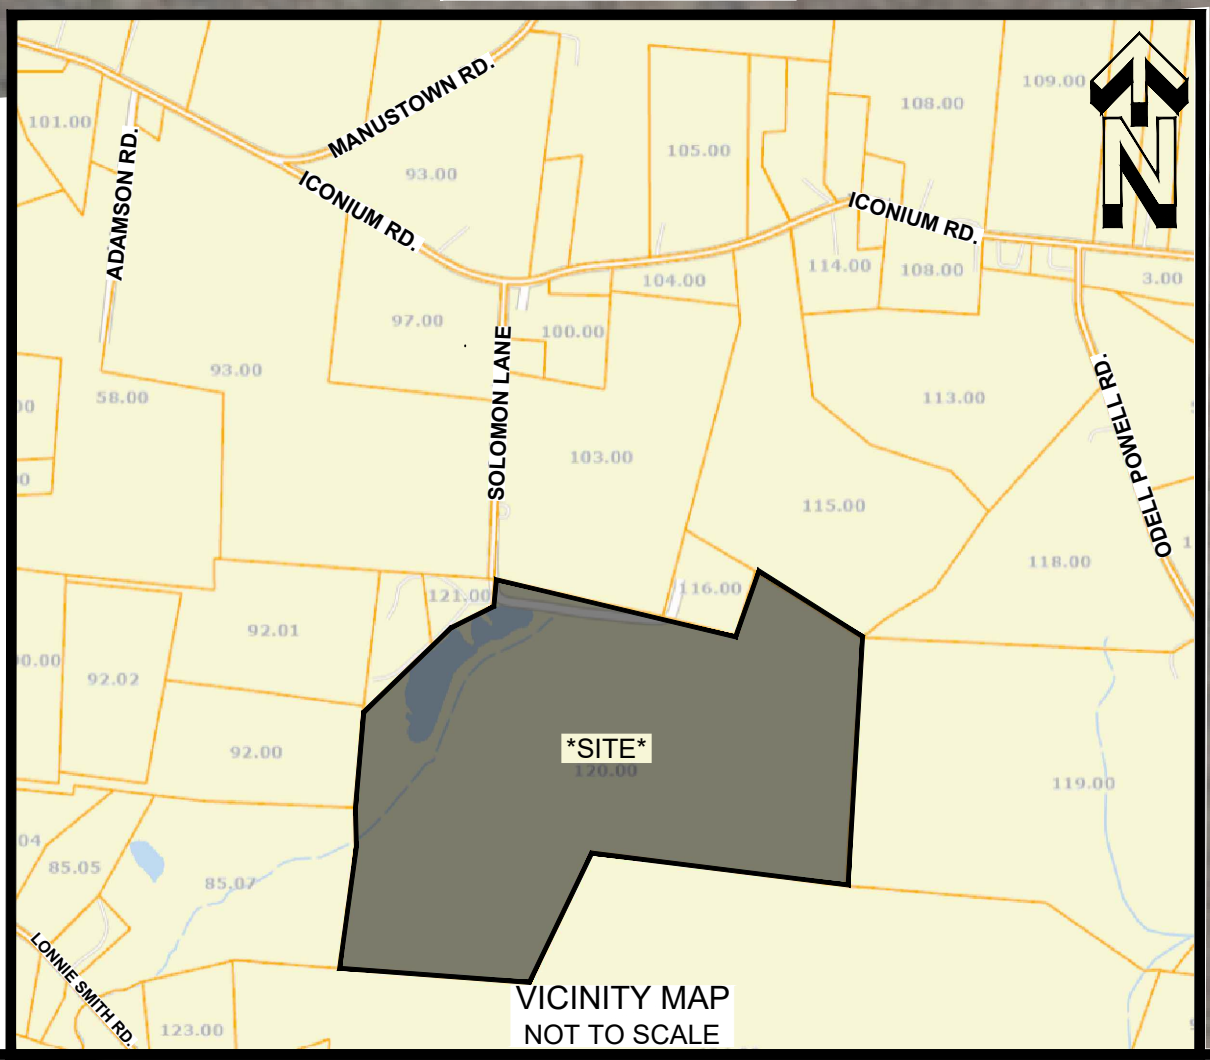 MANUSTOWN RD.
109.00
108.00
101.00
105.00
N
93.00
ADAMSON RD.
ICONIUM RD.
ICONIUM RD.
114.00
108.00
104.00
3.00
97.00
100.00
93.00
58.00
SOLOMON LANE
113.00
ODELL POWELL RD.
103.00
115.00
118.00
116.00
121.00
92.01
92.02
92.00
*SITE*
120.00
119.00
85.05
85.07
LONNIE SMITH RD.
123.00
VICINITY MAP
NOT TO SCALE